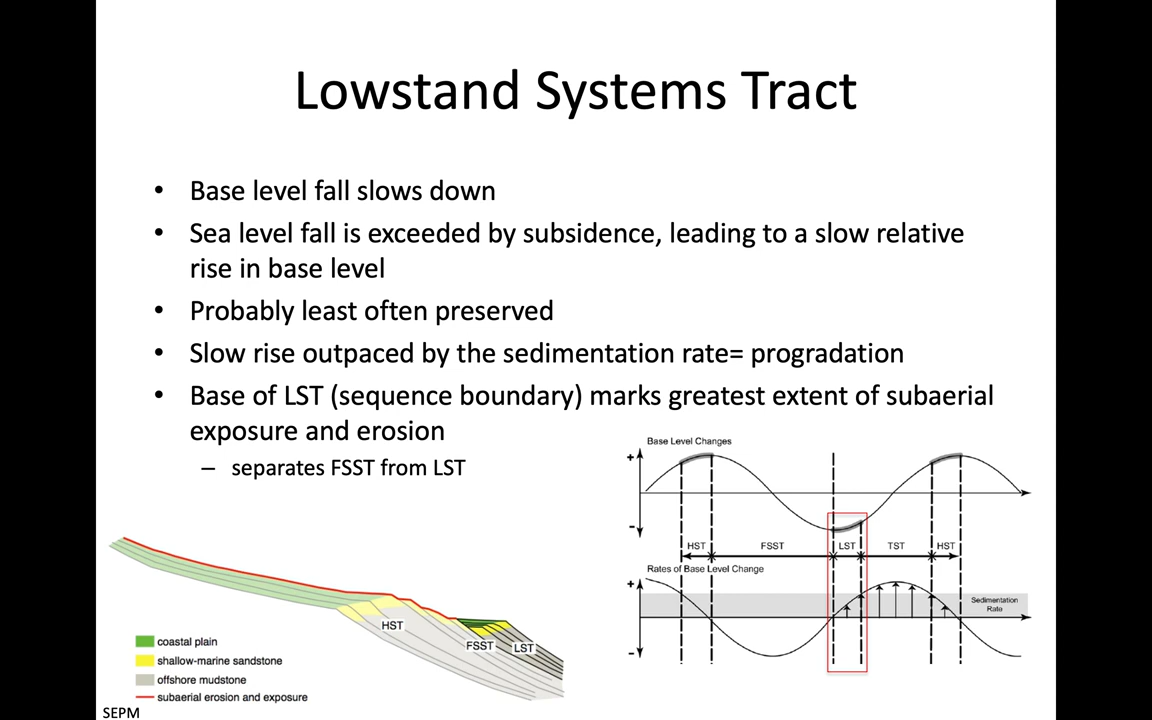 Lowstand Systems Tract
• Base level fall slows down
• Sea level fall is exceeded by subsidence, leading to a slow relative
rise in base level
• Probably least often preserved
• Slow rise outpaced by the sedimentation rate= progradation
• Base of LST (sequence boundary) marks greatest extent of subaerial
exposure and erosion
– separates FSST from LST
Base Level Changes
+
-
HST FSST LST TST HST
Rates of Base Level Change
+
Sedimentation
Rate
-
HST
FSST
LST
coastal plain
shallow-marine sandstone
offshore mudstone
subaerial erosion and exposure
SEPM